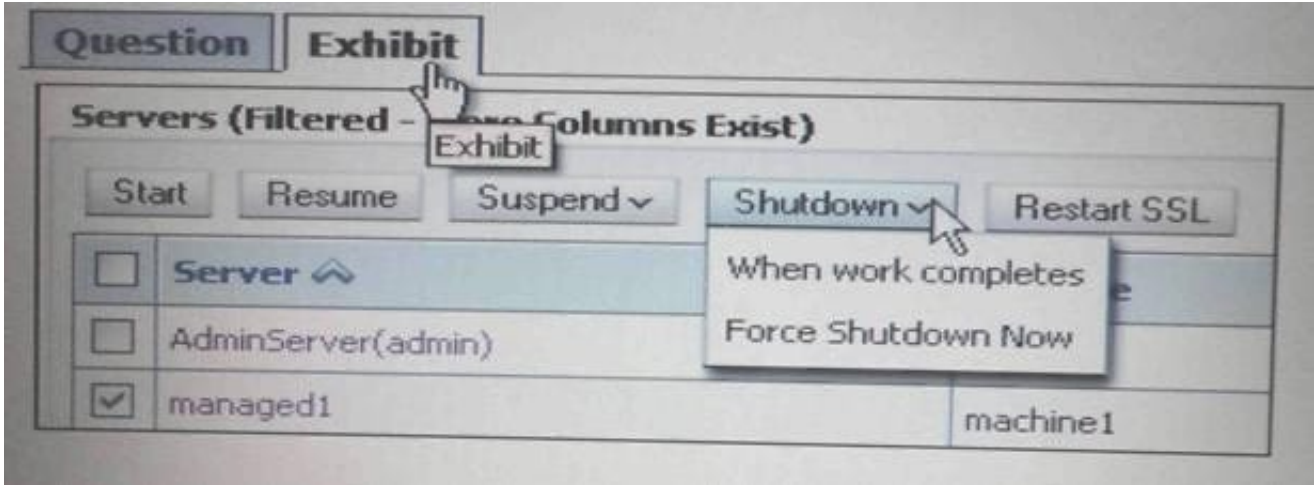 Question Exhibit
Servers (Filtered - Columns Exist)
Exhibit
Start Resume Suspend Shutdown Restart SSL
Server
When work completes
AdminServer(admin)
Force Shutdown Now
managed1 machine1